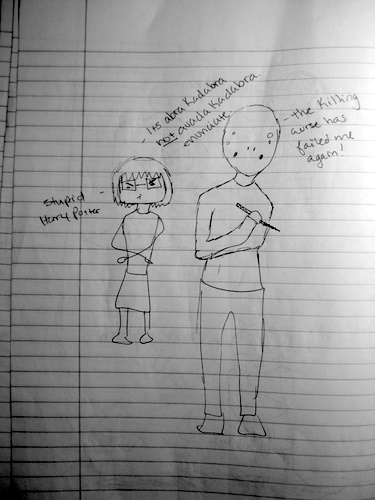 - Its abra Kadabra
not avada Kadabra.
enunciate
- the Killing
curse has
failed me
again!
stupid -
Harry Potter